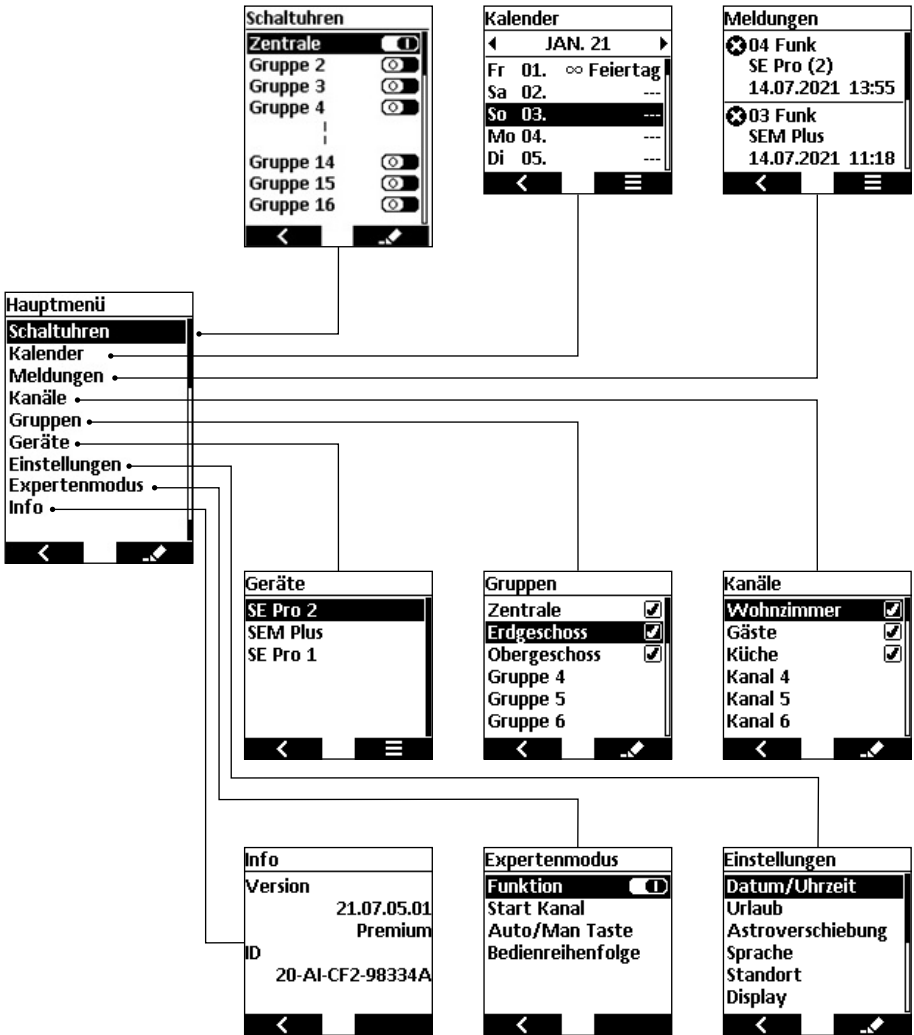 Schaltuhren
Zentrale
Gruppe 2
Gruppe 3
Gruppe 4
Gruppe 14
Gruppe 15
Gruppe 16
Kalender
JAN. 21
Fr 01. ∞ Feiertag
Sa 02. ---
So 03. ---
Mo 04. ---
Di 05. ---
Meldungen
04 Funk
SE Pro (2)
14.07.2021 13:55
03 Funk
SEM Plus
14.07.2021 11:18
Hauptmenü
Schaltuhren
Kalender
Meldungen
Kanäle
Gruppen
Geräte
Einstellungen
Expertenmodus
Info
Geräte
SE Pro 2
SEM Plus
SE Pro 1
Gruppen
Zentrale
Erdgeschoss
Obergeschoss
Gruppe 4
Gruppe 5
Gruppe 6
Kanäle
Wohnzimmer
Gäste
Küche
Kanal 4
Kanal 5
Kanal 6
Info
Version
21.07.05.01
Premium
ID
20-AI-CF2-98334A
Expertenmodus
Funktion
Start Kanal
Auto/Man Taste
Bedienreihenfolge
Einstellungen
Datum/Uhrzeit
Urlaub
Astroverschiebung
Sprache
Standort
Display